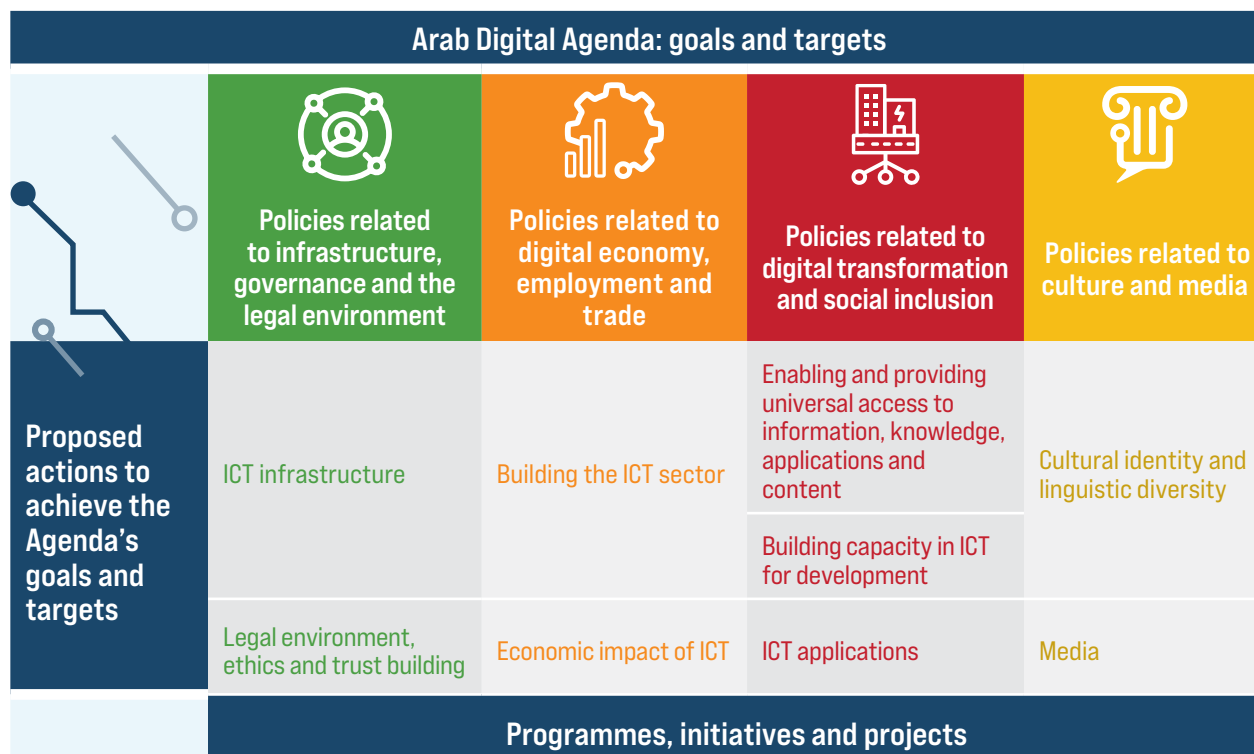 Arab Digital Agenda: goals and targets
Policies related
to infrastructure,
governance and the
legal environment
Policies related to
digital economy,
employment and
trade
Policies related to
digital transformation
and social inclusion
Policies related to
culture and media
Proposed
actions to
achieve the
Agenda’s
goals and
targets
ICT infrastructure
Building the ICT sector
Enabling and providing
universal access to
information, knowledge,
applications and
content
Building capacity in ICT
for development
Cultural identity and
linguistic diversity
Legal environment,
ethics and trust building
Economic impact of ICT
ICT applications
Media
Programmes, initiatives and projects